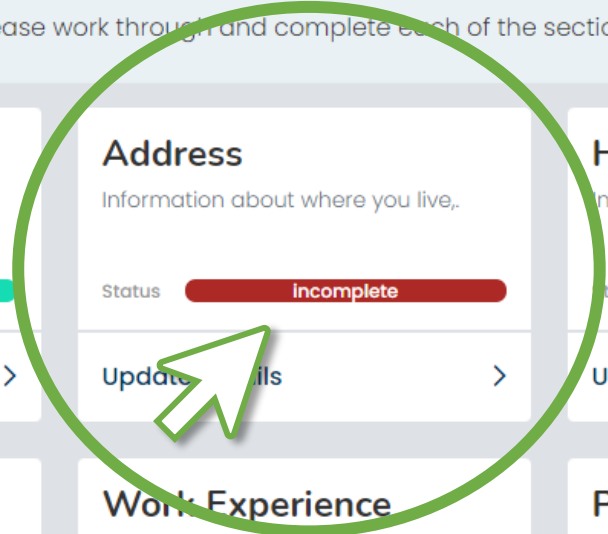 ease work through and complete each of the sectio
Address
Information about where you live,.
Status incomplete
Update
Work Experience